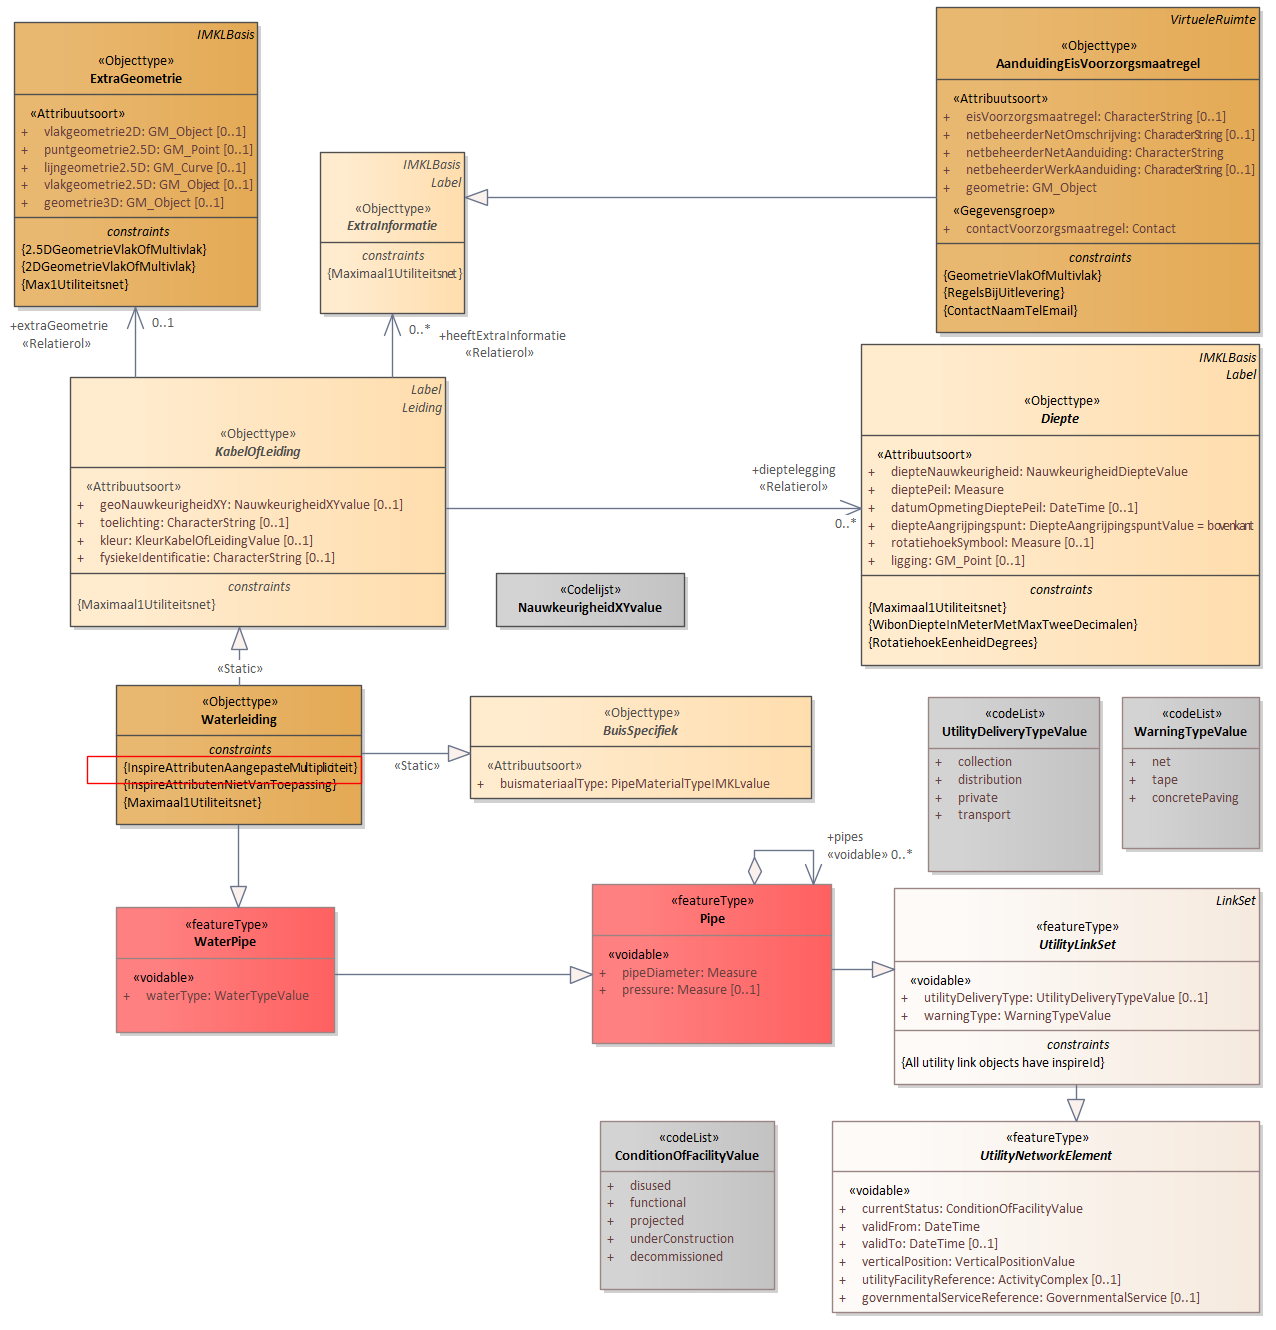 IMKLBasis
«Objecttype»
ExtraGeometrie
«Attribuutsoort»
+ vlakgeometrie2D: GM_Object [0..1]
+ puntgeometrie2.5D: GM_Point [0..1]
+ lijngeometrie2.5D: GM_Curve [0..1]
+ vlakgeometrie2.5D: GM_Object [0..1]
+ geometrie3D: GM_Object [0..1]
constraints
{2.5DGeometrieVlakOfMultivlak}
{2DGeometrieVlakOfMultivlak}
{Max1Utiliteitsnet}
VirtueleRuimte
«Objecttype»
AanduidingEisVoorzorgsmaatregel
«Attribuutsoort»
+ eisVoorzorgsmaatregel: CharacterString [0..1]
+ netbeheerderNetOmschrijving: CharacterString [0..1]
+ netbeheerderNetAanduiding: CharacterString
+ netbeheerderWerkAanduiding: CharacterString [0..1]
+ geometrie: GM_Object
«Gegevensgroep»
+ contactVoorzorgsmaatregel: Contact
constraints
{GeometrieVlakOfMultivlak}
{RegelsBijUitlevering}
{ContactNaamTelEmail}
IMKLBasis
Label
«Objecttype»
ExtraInformatie
constraints
{Maximaal1Utiliteitsnet}
+extraGeometrie
«Relatierol»
0..1
0..*
+heeftExtraInformatie
«Relatierol»
Label
Leiding
«Objecttype»
KabelOfLeiding
«Attribuutsoort»
+ geoNauwkeurigheidXY: NauwkeurigheidXYvalue [0..1]
+ toelichting: CharacterString [0..1]
+ kleur: KleurKabelOfLeidingValue [0..1]
+ fysiekeIdentificatie: CharacterString [0..1]
constraints
{Maximaal1Utiliteitsnet}
+dieptelegging
«Relatierol»
0..*
IMKLBasis
Label
«Objecttype»
Diepte
«Attribuutsoort»
+ diepteNauwkeurigheid: NauwkeurigheidDiepteValue
+ dieptePeil: Measure
+ datumOpmetingDieptePeil: DateTime [0..1]
+ diepteAangrijpingspunt: DiepteAangrijpingspuntValue = bovenkant
+ rotatiehoekSymbool: Measure [0..1]
+ ligging: GM_Point [0..1]
constraints
{Maximaal1Utiliteitsnet}
{WibonDiepteInMeterMetMaxTweeDecimalen}
{RotatiehoekEenheidDegrees}
«Codelijst»
NauwkeurigheidXYvalue
«Static»
«Objecttype»
Waterleiding
constraints
{InspireAttributenAangepasteMultipliciteit}
{InspireAttributenNietVanToepassing}
{Maximaal1Utiliteitsnet}
«Static»
«Objecttype»
BuisSpecifiek
«Attribuutsoort»
+ buismateriaalType: PipeMaterialTypeIMKLvalue
«codeList»
UtilityDeliveryTypeValue
+ collection
+ distribution
+ private
+ transport
«codeList»
WarningTypeValue
+ net
+ tape
+ concretePaving
+pipes
«voidable» 0..*
«featureType»
WaterPipe
«voidable»
+ waterType: WaterTypeValue
«featureType»
Pipe
«voidable»
+ pipeDiameter: Measure
+ pressure: Measure [0..1]
LinkSet
«featureType»
UtilityLinkSet
«voidable»
+ utilityDeliveryType: UtilityDeliveryTypeValue [0..1]
+ warningType: WarningTypeValue
constraints
{All utility link objects have inspireId}
«codeList»
ConditionOfFacilityValue
+ disused
+ functional
+ projected
+ underConstruction
+ decommissioned
«featureType»
UtilityNetworkElement
«voidable»
+ currentStatus: ConditionOfFacilityValue
+ validFrom: DateTime
+ validTo: DateTime [0..1]
+ verticalPosition: VerticalPositionValue
+ utilityFacilityReference: ActivityComplex [0..1]
+ governmentalServiceReference: GovernmentalService [0..1]